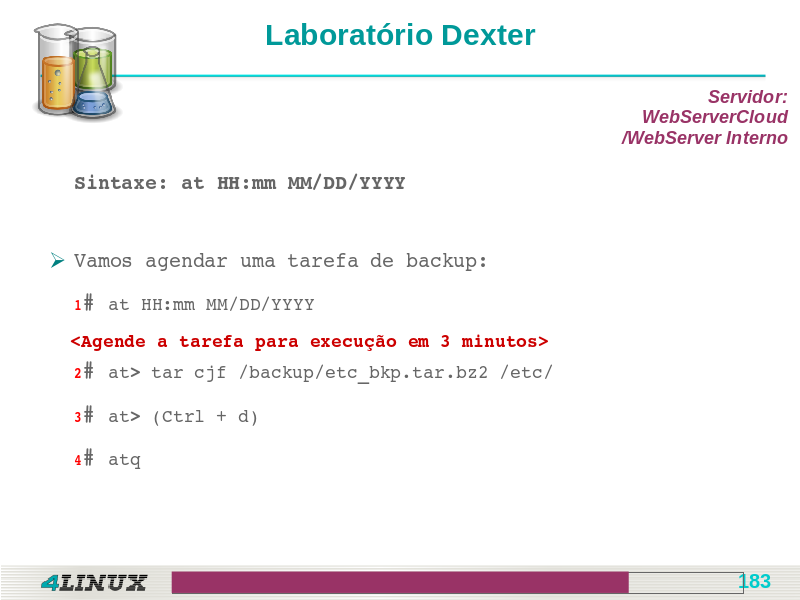 Laboratório Dexter
Servidor:
WebServerCloud
/WebServer Interno
Sintaxe: at HH:mm MM/DD/YYYY
Vamos agendar uma tarefa de backup:
1# at HH:mm MM/DD/YYYY
<Agende a tarefa para execução em 3 minutos>
2# at> tar cjf /backup/etc_bkp.tar.bz2 /etc/
3# at> (Ctrl + d)
4# atq
4LINUX
183